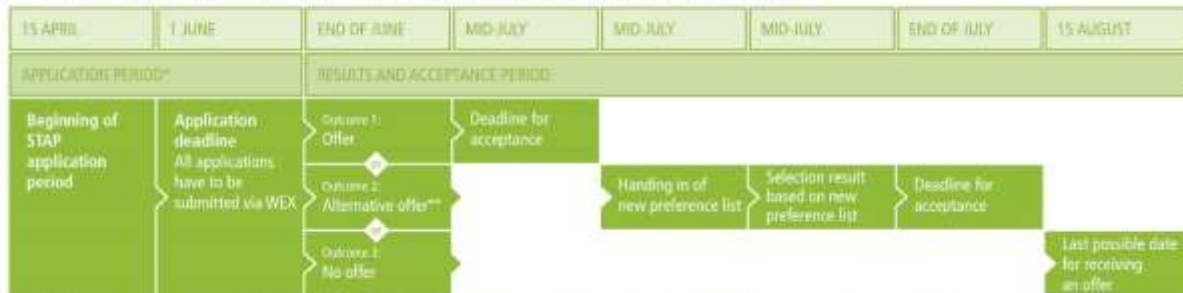 15 APRIL
1 JUNE
END OF JUNE
MID-JULY
MID-JULY
MID-JULY
END OF JULY
15 AUGUST
APPLICATION PERIOD*
RESULTS AND ACCEPTANCE PERIOD
Beginning of
STAP
application
period
Application
deadline
All applications
have to be
submitted via WEX
Outcome 1:
Offer
or
Outcome 2:
Alternative offer**
or
Outcome 3:
No offer
Deadline for
acceptance
Handing in of
new preference list
Selection result
based on new
preference list
Deadline for
acceptance
Last possible date
for receiving
an offer